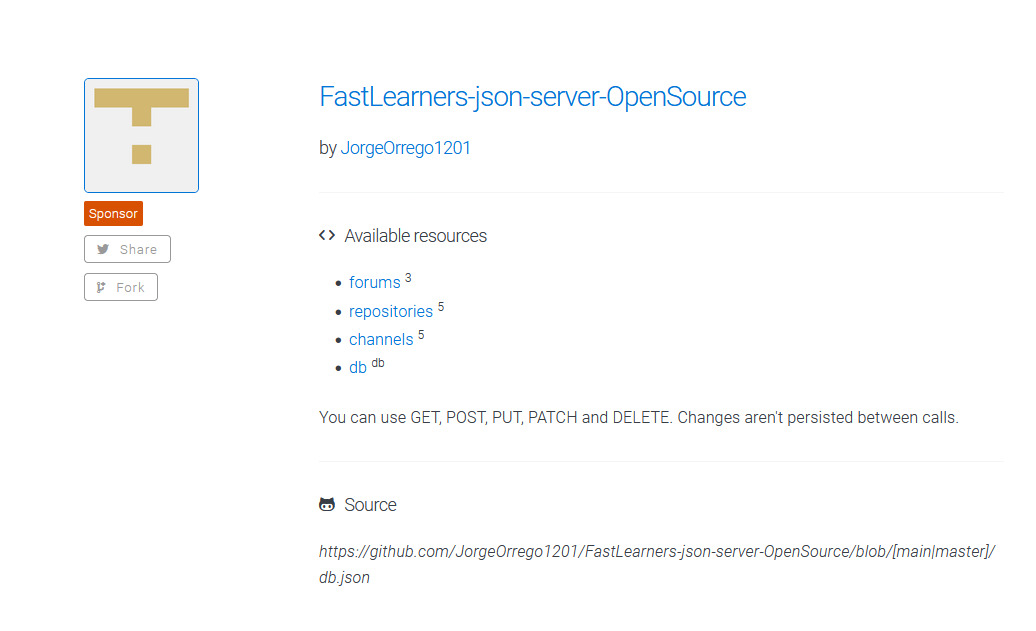 FastLearners-json-server-OpenSource
by JorgeOrrego1201
Sponsor
Share
Fork
Available resources
forums 3
repositories 5
channels 5
db db
You can use GET, POST, PUT, PATCH and DELETE. Changes aren't persisted between calls.
Source
https://github.com/JorgeOrrego1201/FastLearners-json-server-OpenSource/blob/[main|master]/
db.json